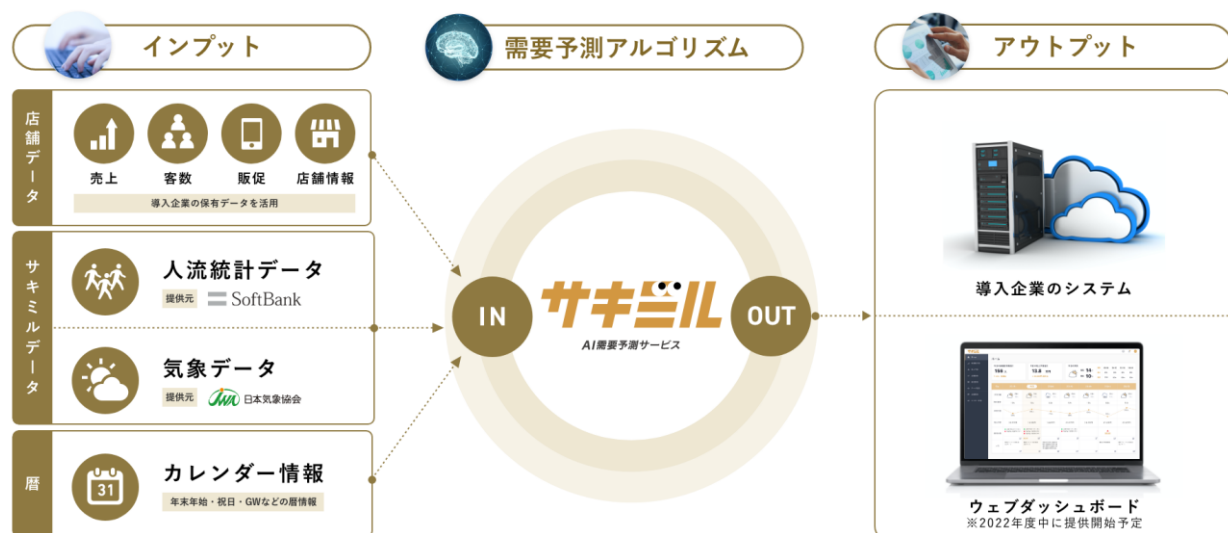 インプット
需要予測アルゴリズム
アウトプット
店舗データ
売上
客数
販促
店舗情報
導入企業の保有データを活用
サキミルデータ
人流統計データ
提供元
SoftBank
気象データ
提供元
JWA
日本気象協会
暦
31
カレンダー情報
年末年始・祝日・GWなどの暦情報
IN
サキミル
AI需要予測サービス
OUT
導入企業のシステム
ウェブダッシュボード
※2022年度中に提供開始予定